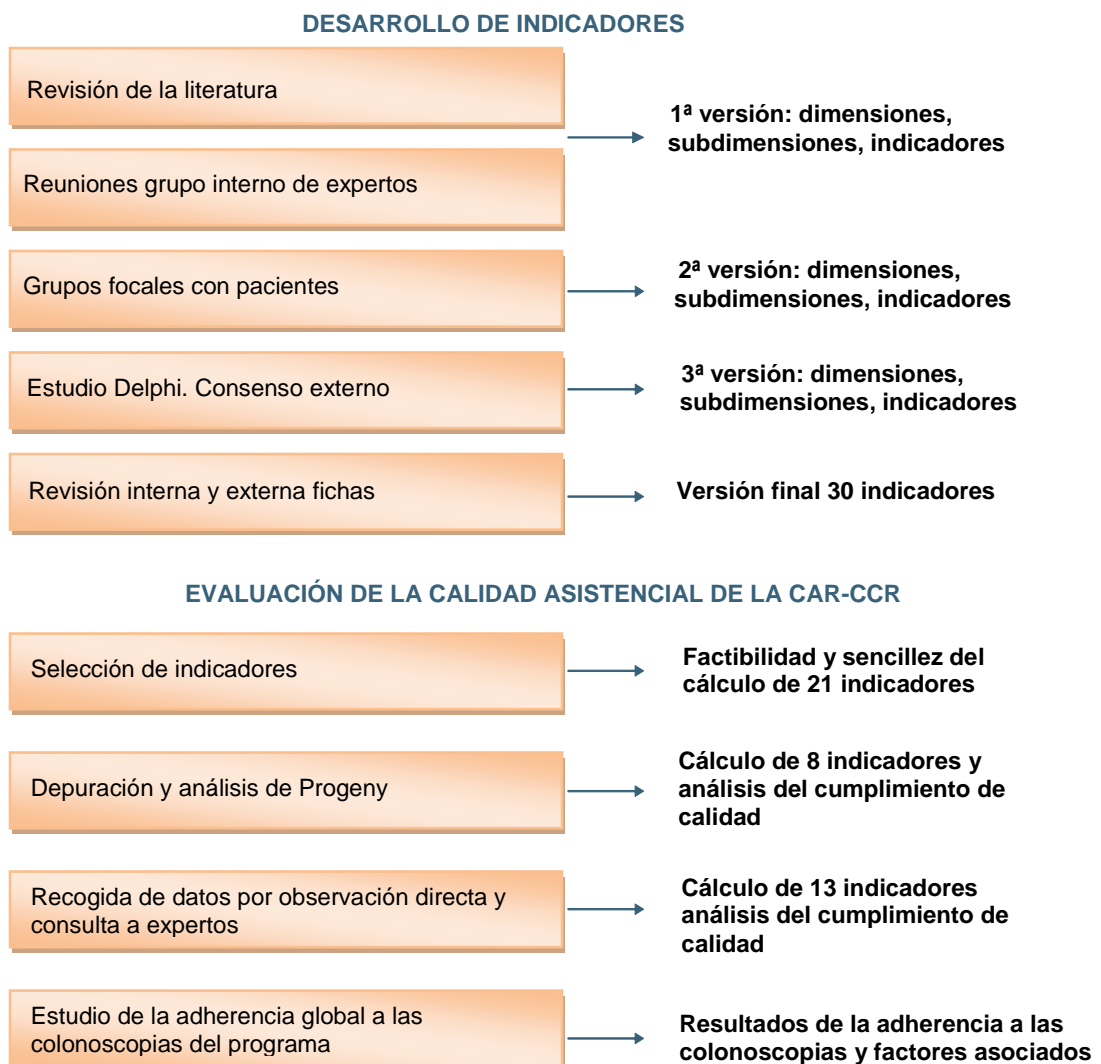 DESARROLLO DE INDICADORES
Revisión de la literatura
1ª versión: dimensiones,
subdimensiones, indicadores
Reuniones grupo interno de expertos
Grupos focales con pacientes
2ª versión: dimensiones,
subdimensiones, indicadores
Estudio Delphi. Consenso externo
3ª versión: dimensiones,
subdimensiones, indicadores
Revisión interna y externa fichas
Versión final 30 indicadores
EVALUACIÓN DE LA CALIDAD ASISTENCIAL DE LA CAR-CCR
Selección de indicadores
Factibilidad y sencillez del
cálculo de 21 indicadores
Depuración y análisis de Progeny
Cálculo de 8 indicadores y
análisis del cumplimiento de
calidad
Recogida de datos por observación directa y
consulta a expertos
Cálculo de 13 indicadores
análisis del cumplimiento de
calidad
Estudio de la adherencia global a las
colonoscopias del programa
Resultados de la adherencia a las
colonoscopias y factores asociados